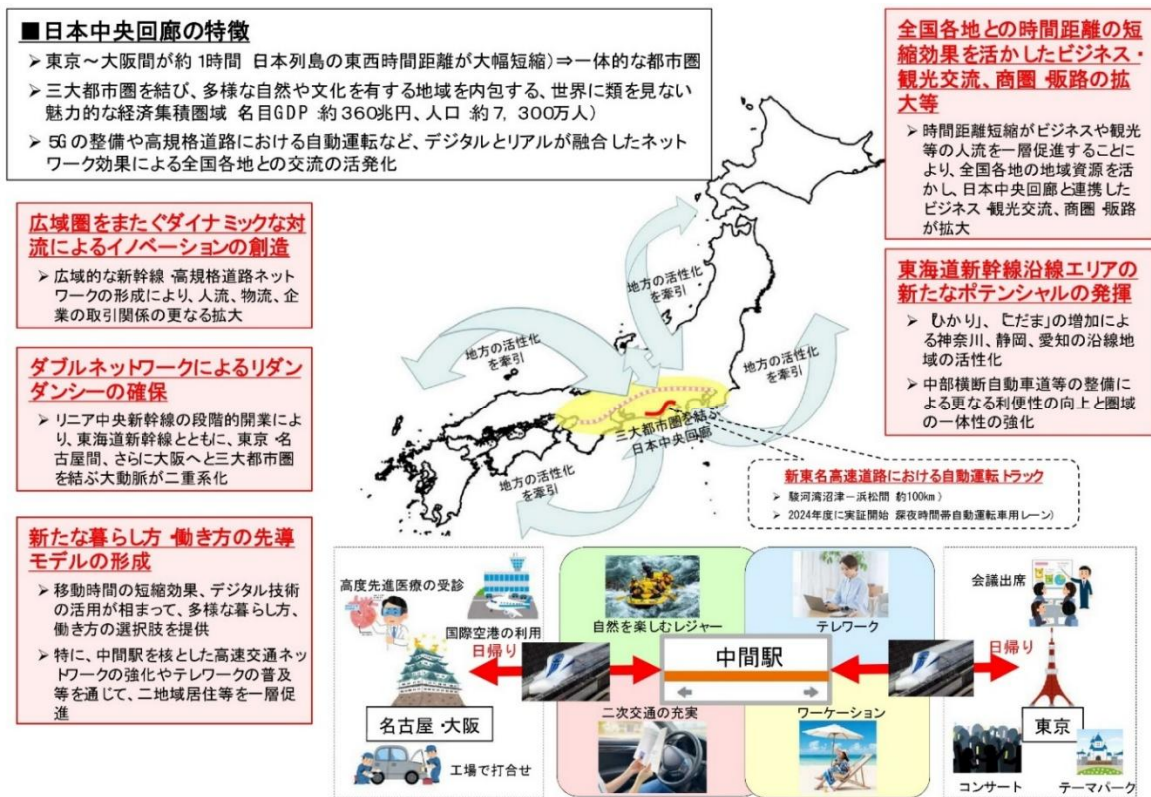 ■日本中央回廊の特徴
➢ 東京～大阪間が約 1時間 日本列島の東西時間距離が大幅短縮)⇒一体的な都市圏
➢ 三大都市圏を結び、多様な自然や文化を有する地域を内包する、世界に類を見ない
魅力的な経済集積圏域 名目GDP :約360兆円、人口:約7, 300万人)
➢ 5Gの整備や高規格道路における自動運転など、デジタルとリアルが融合したネット
ワーク効果による全国各地との交流の活発化
広域圏をまたぐダイナミックな対
流によるイノベーションの創造
➢ 広域的な新幹線・高規格道路ネット
ワークの形成により、人流、物流、企
業の取引関係の更なる拡大
ダブルネットワークによるリダン
ダンシーの確保
➢ リニア中央新幹線の段階的開業によ
り、東海道新幹線とともに、東京・名
古屋間、さらに大阪へと三大都市圏
を結ぶ大動脈が二重系化
新たな暮らし方・働き方の先導
モデルの形成
➢ 移動時間の短縮効果、デジタル技術
の活用が相まって、多様な暮らし方、
働き方の選択肢を提供
➢ 特に、中間駅を核とした高速交通ネッ
トワークの強化やテレワークの普及
等を通じて、二地域居住等を一層促
進
全国各地との時間距離の短
縮効果を活かしたビジネス・
観光交流、商圏・販路の拡
大等
➢ 時間距離短縮がビジネスや観光
等の人流を一層促進することに
より、全国各地の地域資源を活
かし、日本中央回廊と連携した
ビジネス・観光交流、商圏・販路
が拡大
東海道新幹線沿線エリアの
新たなポテンシャルの発揮
➢ 「ひかり」、「こだま」の増加によ
る神奈川、静岡、愛知の沿線地
域の活性化
➢ 中部横断自動車道等の整備に
よる更なる利便性の向上と圏域
の一体性の強化
地方の活性化
を牽引
地方の活性化
を牽引
地方の活性化
を牽引
地方の活性化
を牽引
三大都市圏を結ぶ
日本中央回廊
新東名高速道路における自動運転トラック
➢ 駿河湾沼津－浜松間 約100km )
➢ 2024年度に実証開始 深夜時間帯自動運転車用レーン)
高度先進医療の受診
国際空港の利用
日帰り
名古屋・大阪
工場で打合せ
自然を楽しむレジャー
テレワーク
中間駅
二次交通の充実
ワーケーション
会議出席
日帰り
東京
コンサート
テーマパーク